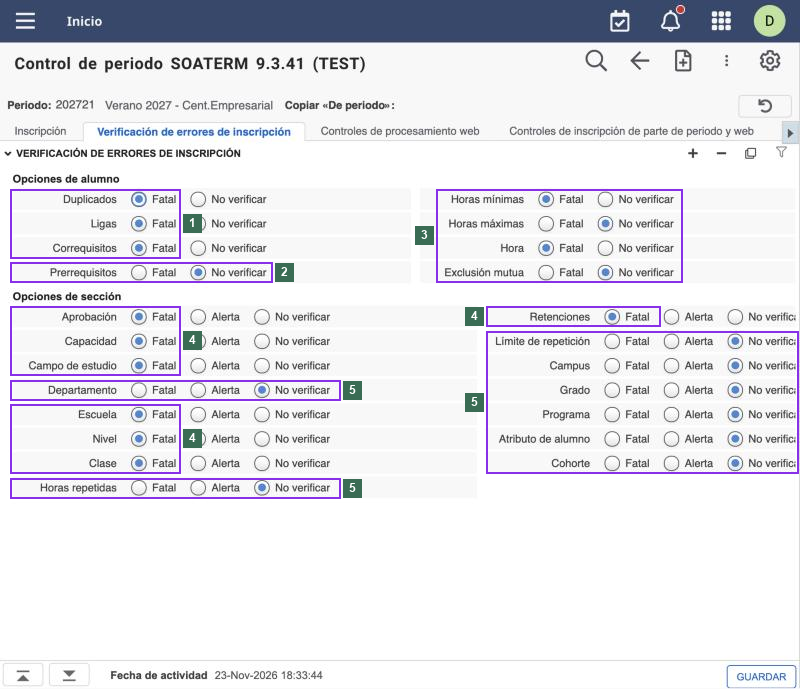 Inicio
D
Control de periodo SOATERM 9.3.41 (TEST)
Periodo: 202721 Verano 2027 - Cent.Empresarial Copiar «De periodo»:
Inscripción Verificación de errores de inscripción Controles de procesamiento web Controles de inscripción de parte de periodo y web
VERIFICACIÓN DE ERRORES DE INSCRIPCIÓN
Opciones de alumno
Duplicados Fatal No verificar Horas mínimas Fatal No verificar
Ligas Fatal 1 No verificar Horas máximas Fatal No verificar
3
Correquisitos Fatal No verificar Hora Fatal No verificar
Prerrequisitos Fatal No verificar 2 Exclusión mutua Fatal No verificar
Opciones de sección
Aprobación Fatal Alerta No verificar 4 Retenciones Fatal Alerta No verifica
Capacidad Fatal 4 Alerta No verificar Límite de repetición Fatal Alerta No verifica
Campo de estudio Fatal Alerta No verificar Campus Fatal Alerta No verifica
Departamento Fatal Alerta No verificar 5 Grado Fatal Alerta No verifica
5
Escuela Fatal Alerta No verificar Programa Fatal Alerta No verifica
Nivel Fatal 4 Alerta No verificar Atributo de alumno Fatal Alerta No verifica
Clase Fatal Alerta No verificar Cohorte Fatal Alerta No verifica
Horas repetidas Fatal Alerta No verificar 5
Fecha de actividad 23-Nov-2026 18:33:44 GUARDAR